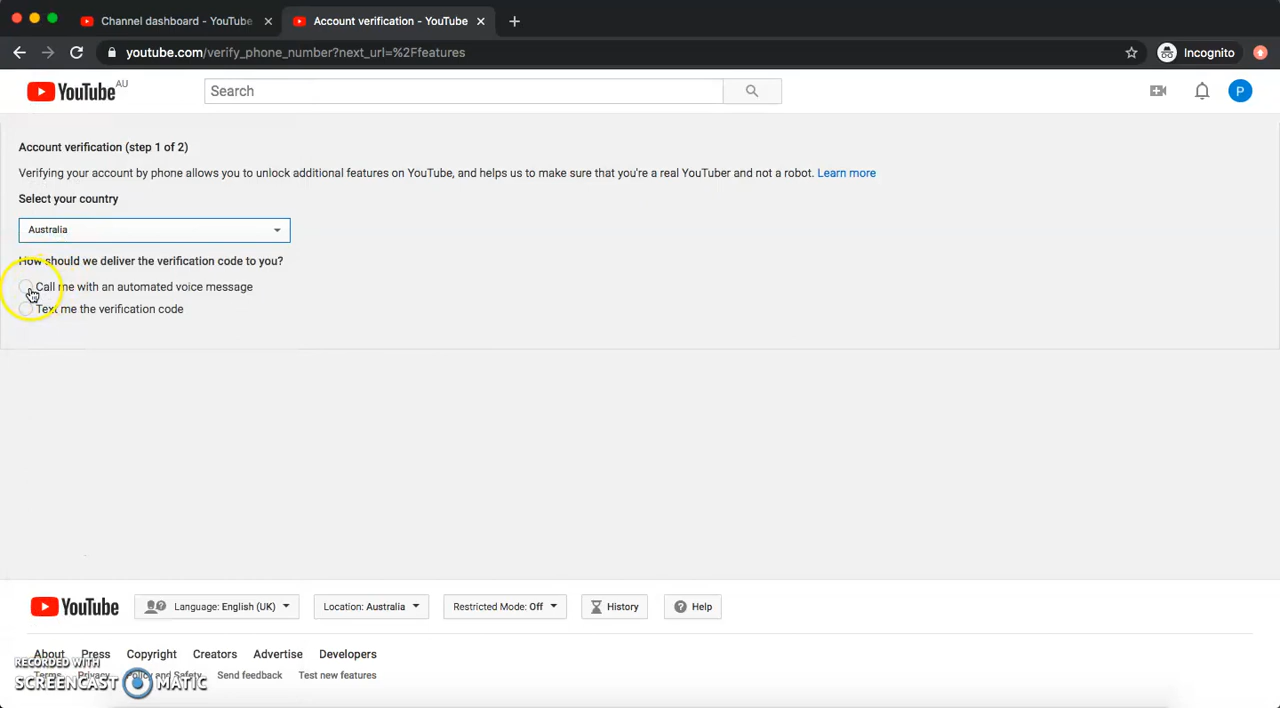 Channel dashboard - YouTube
Account verification - YouTube
youtube.com/verify_phone_number?next_url=%2Ffeatures
Incognito
YouTube AU
Search
P
Account verification (step 1 of 2)
Verifying your account by phone allows you to unlock additional features on YouTube, and helps us to make sure that you're a real YouTuber and not a robot. Learn more
Select your country
Australia
How should we deliver the verification code to you?
Call me with an automated voice message
Text me the verification code
YouTube
Language: English (UK)
Location: Australia
Restricted Mode: Off
History
Help
About Press Copyright Creators Advertise Developers
RECORDED WITH
Terms Privacy Policy and Safety Send feedback Test new features
SCREENCAST MATIC